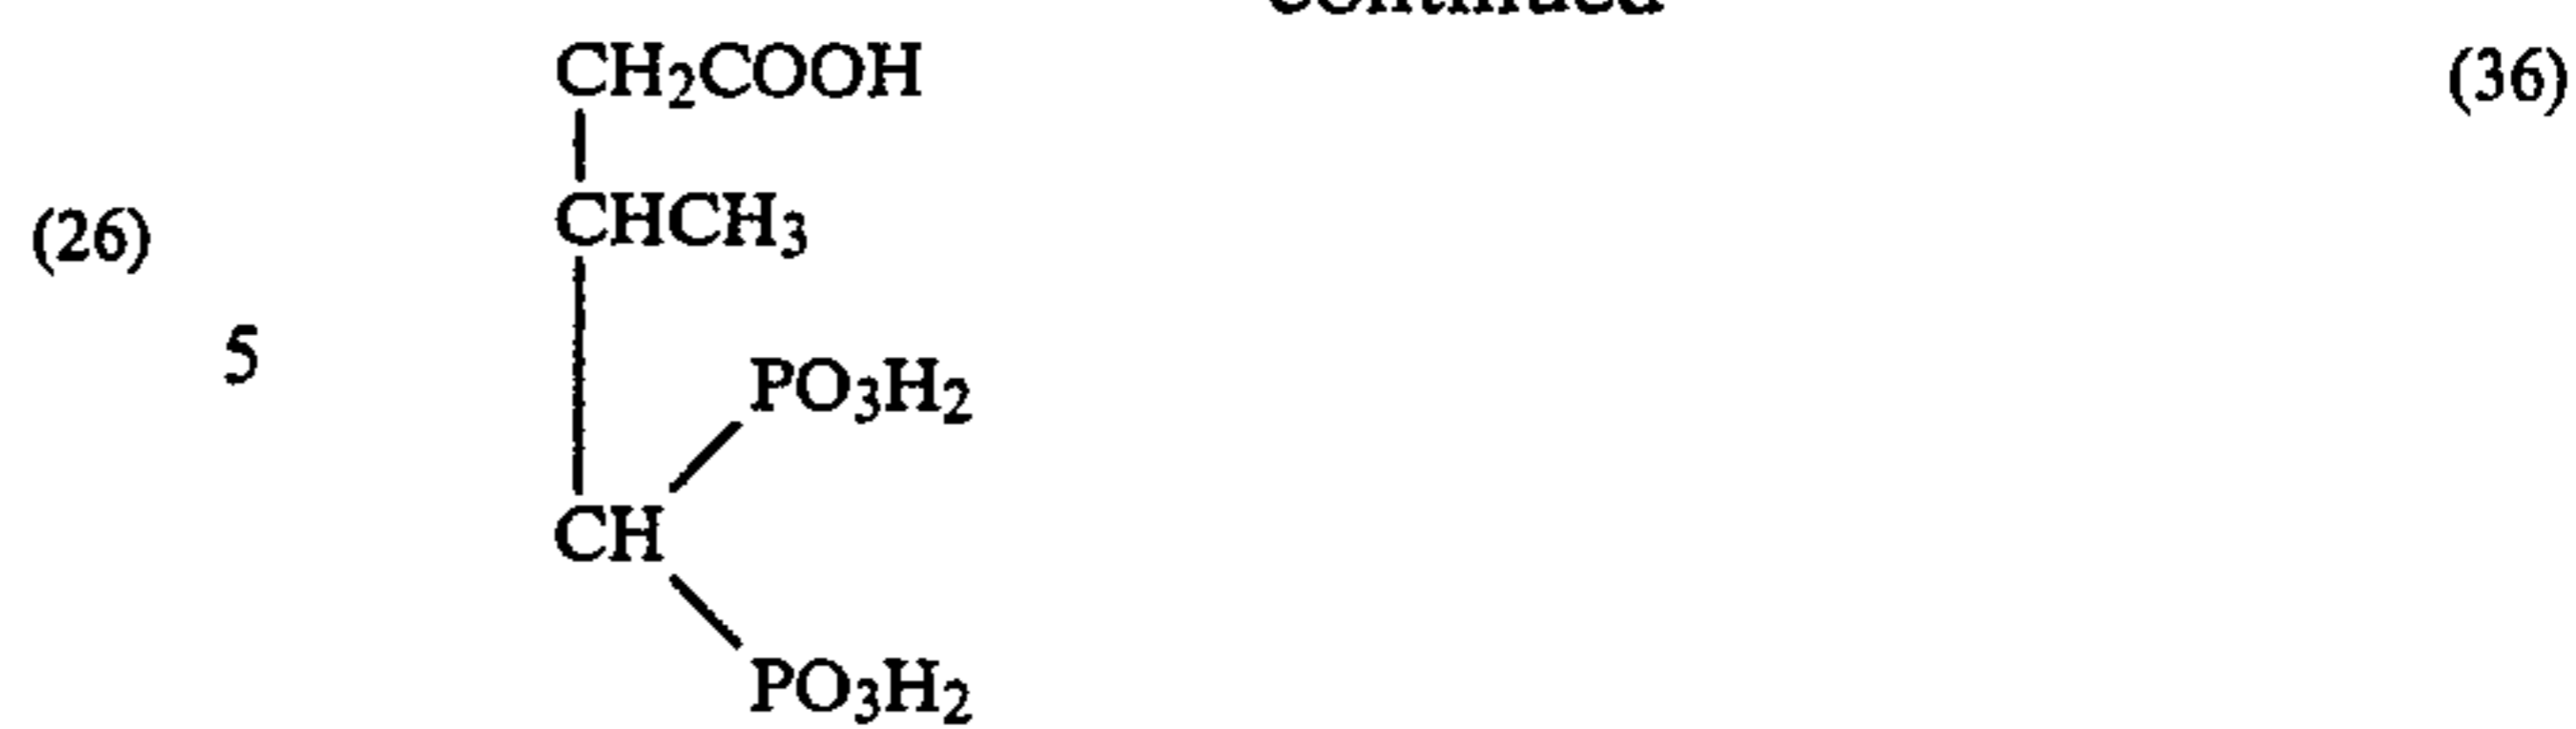 continued
CH₂COOH (36)
CHCH₃
(26)
5
PO₃H₂
CH
PO₃H₂